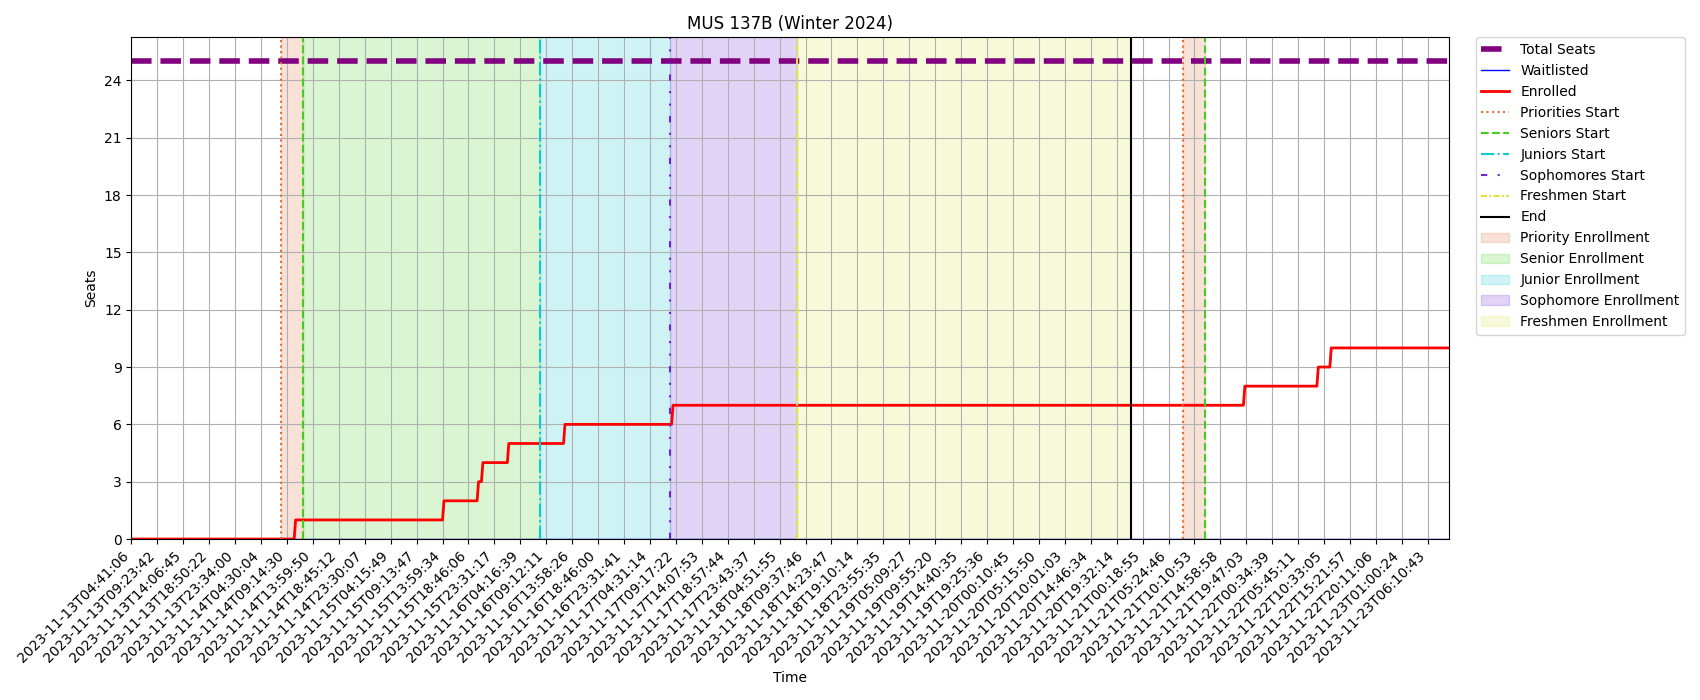 MUS 137B (Winter 2024)
Total Seats
Waitlisted
Enrolled
Priorities Start
Seniors Start
Juniors Start
Sophomores Start
Freshmen Start
End
Priority Enrollment
Senior Enrollment
Junior Enrollment
Sophomore Enrollment
Freshmen Enrollment
Seats
24
21
18
15
12
9
6
3
0
2023-11-13T04:41:06
2023-11-13T09:23:42
2023-11-13T14:06:45
2023-11-13T18:50:22
2023-11-13T23:34:00
2023-11-14T04:30:04
2023-11-14T09:14:30
2023-11-14T13:59:50
2023-11-14T18:45:12
2023-11-14T23:30:07
2023-11-15T04:15:49
2023-11-15T09:13:47
2023-11-15T13:59:34
2023-11-15T18:46:06
2023-11-15T23:31:17
2023-11-16T04:16:39
2023-11-16T09:12:11
2023-11-16T13:58:26
2023-11-16T18:46:00
2023-11-16T23:31:41
2023-11-17T04:31:14
2023-11-17T09:17:22
2023-11-17T14:07:53
2023-11-17T18:57:44
2023-11-17T23:43:37
2023-11-18T04:51:55
2023-11-18T09:37:46
2023-11-18T14:23:47
2023-11-18T19:10:14
2023-11-18T23:55:35
2023-11-19T05:09:27
2023-11-19T09:55:20
2023-11-19T14:40:35
2023-11-19T19:25:36
2023-11-20T00:10:45
2023-11-20T05:15:50
2023-11-20T10:01:03
2023-11-20T14:46:34
2023-11-20T19:32:14
2023-11-21T00:18:55
2023-11-21T05:24:46
2023-11-21T10:10:53
2023-11-21T14:58:58
2023-11-21T19:47:03
2023-11-22T00:34:39
2023-11-22T05:45:11
2023-11-22T10:33:05
2023-11-22T15:21:57
2023-11-22T20:11:06
2023-11-23T01:00:24
2023-11-23T06:10:43
Time